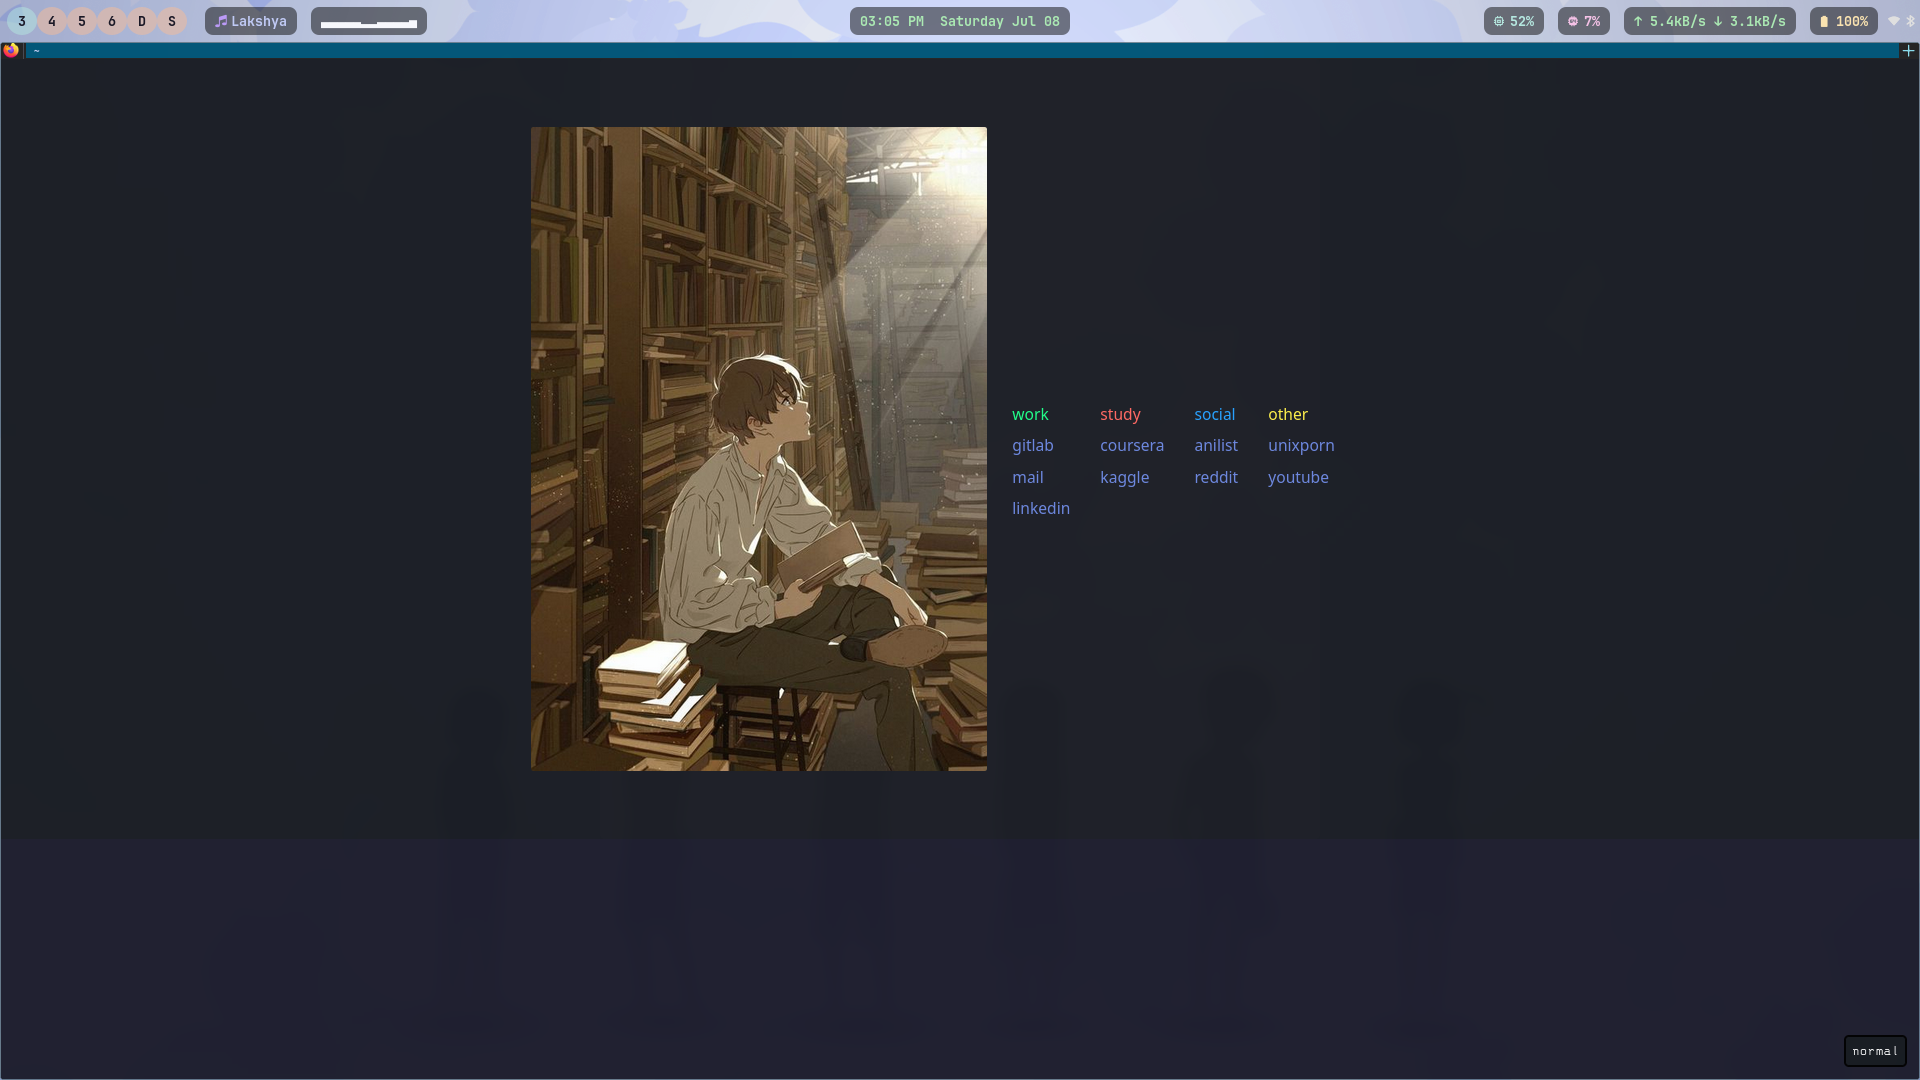 3 4 5 6 D S Lakshya 03:05 PM Saturday Jul 08 52% 7% ↑ 5.4kB/s ↓ 3.1kB/s 100%
~ +
work study social other
gitlab coursera anilist unixporn
mail kaggle reddit youtube
linkedin
normal